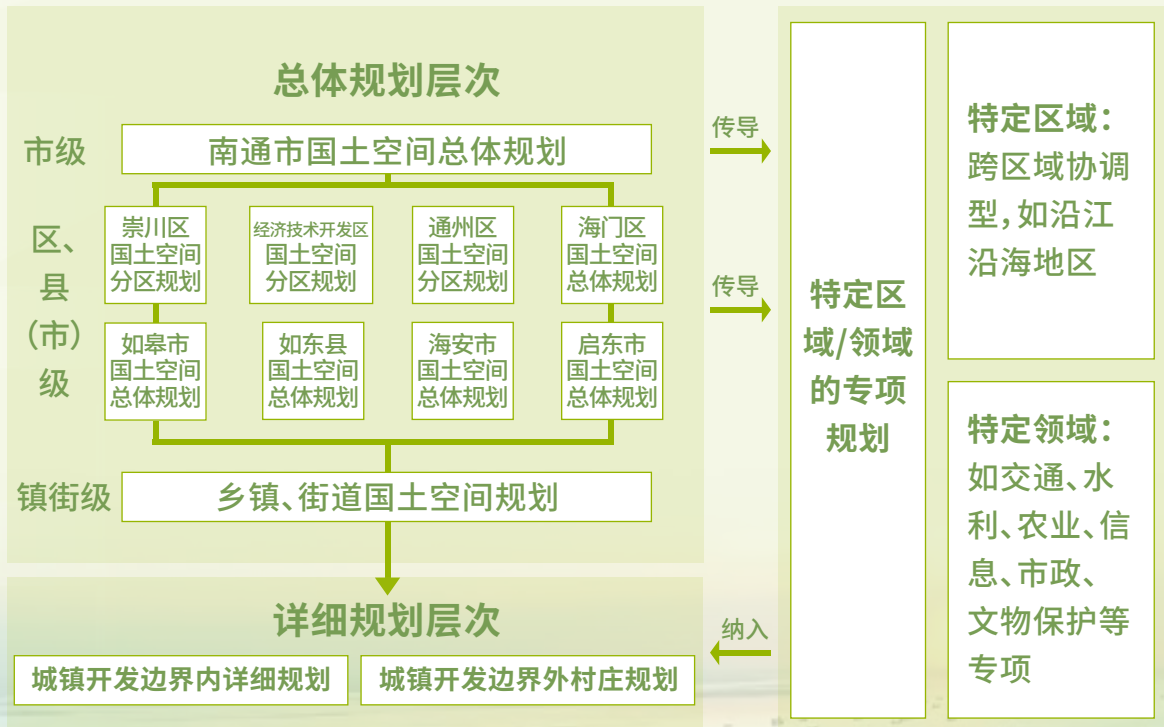 总体规划层次
市级
南通市国土空间总体规划
区、
县
（市）
级
崇川区
国土空间
分区规划
经济技术开发区
国土空间
分区规划
通州区
国土空间
分区规划
海门区
国土空间
总体规划
如皋市
国土空间
总体规划
如东县
国土空间
总体规划
海安市
国土空间
总体规划
启东市
国土空间
总体规划
镇街级
乡镇、街道国土空间规划
详细规划层次
城镇开发边界内详细规划
城镇开发边界外村庄规划
传导
传导
纳入
特定区
域/领域
的专项
规划
特定区域：
跨区域协调
型，如沿江
沿海地区
特定领域：
如交通、水
利、农业、信
息、市政、
文物保护等
专项